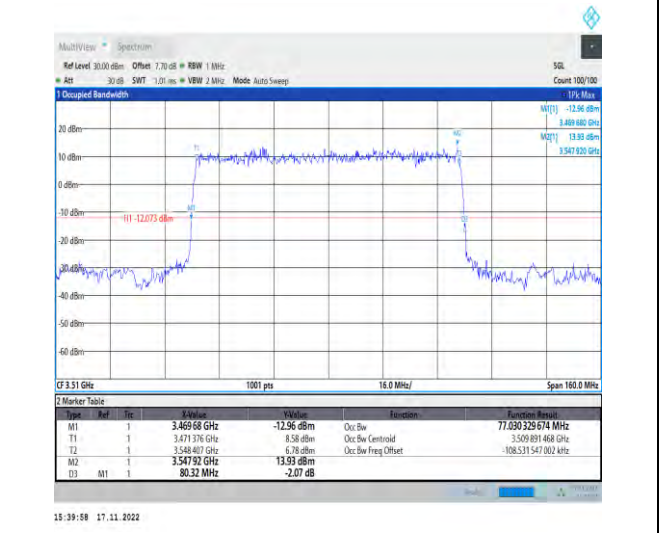 MultiView Spectrum
Ref Level 30.00 dBm Offset 7.70 dB RBW 1 MHz SGL
Att 30 dB SWT 1.01 ms VBW 2 MHz Mode Auto Sweep Count 100/100
1 Occupied Bandwidth 1Pk Max
M1[1] -12.96 dBm
3.469 680 GHz
20 dBm
M2[1] 13.93 dBm
3.547 920 GHz
M2
T1
10 dBm
0 dBm
M1
-10 dBm
H1 -12.073 dBm
D3
-20 dBm
-30 dBm
-40 dBm
-50 dBm
-60 dBm
CF 3.51 GHz 1001 pts 16.0 MHz/ Span 160.0 MHz
2 Marker Table
Type Ref Trc X-Value Y-Value Function Function Result
M1 1 3.469 68 GHz -12.96 dBm Occ Bw 77.030 329 674 MHz
T1 1 3.471 376 GHz 8.58 dBm Occ Bw Centroid 3.509 891 468 GHz
T2 1 3.548 407 GHz 6.78 dBm Occ Bw Freq Offset -108.531 547 002 kHz
M2 1 3.547 92 GHz 13.93 dBm
D3 M1 1 80.32 MHz -2.07 dB
15:39:58 17.11.2022